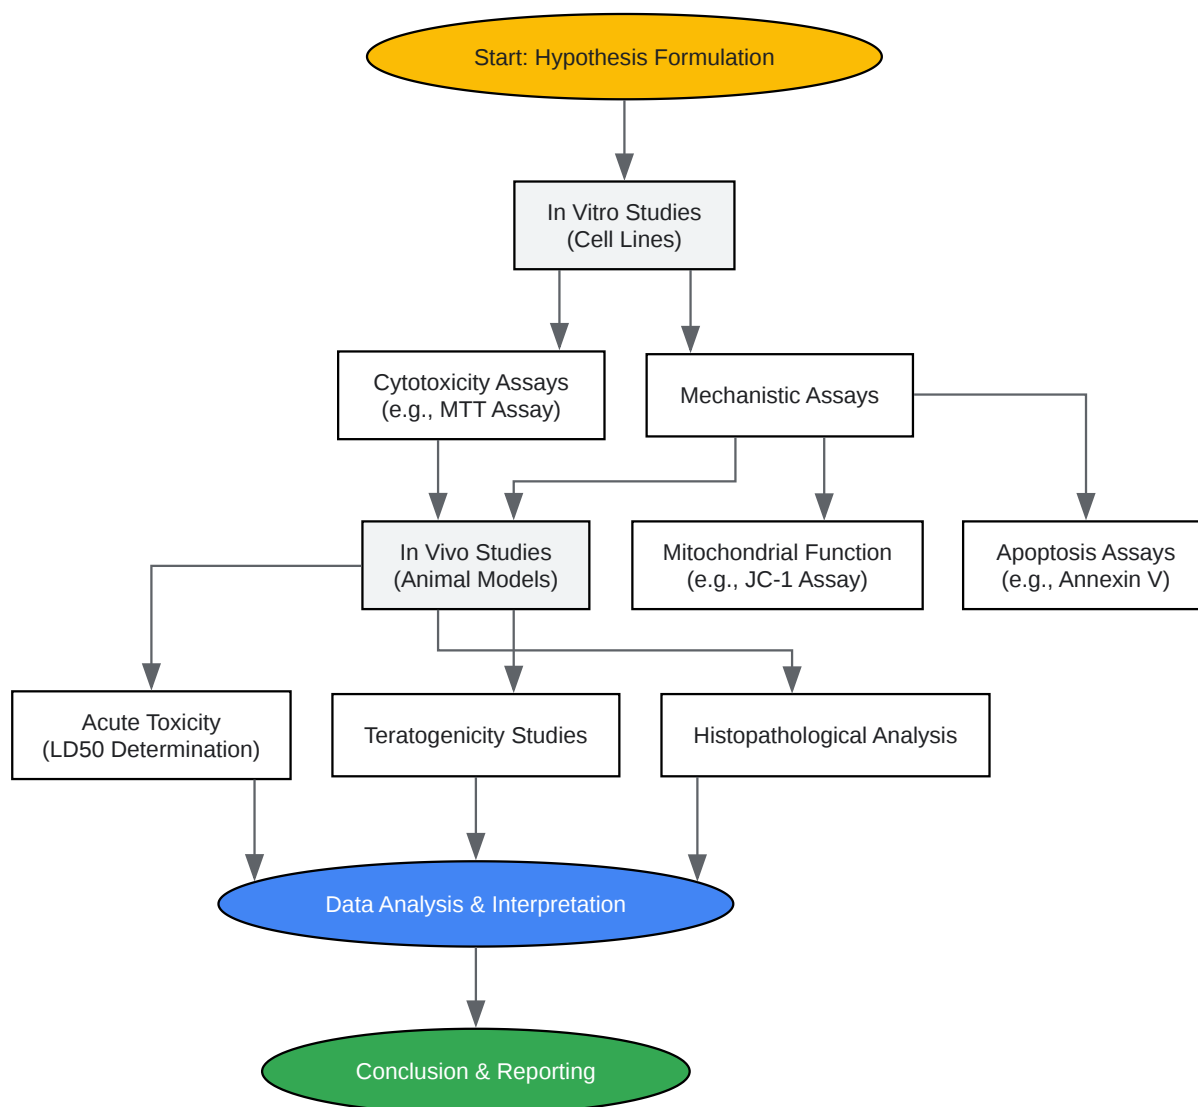 Start: Hypothesis Formulation
In Vitro Studies
(Cell Lines)
Cytotoxicity Assays
(e.g., MTT Assay)
Mechanistic Assays
In Vivo Studies
(Animal Models)
Mitochondrial Function
(e.g., JC-1 Assay)
Apoptosis Assays
(e.g., Annexin V)
Acute Toxicity
(LD50 Determination)
Teratogenicity Studies
Histopathological Analysis
Data Analysis & Interpretation
Conclusion & Reporting